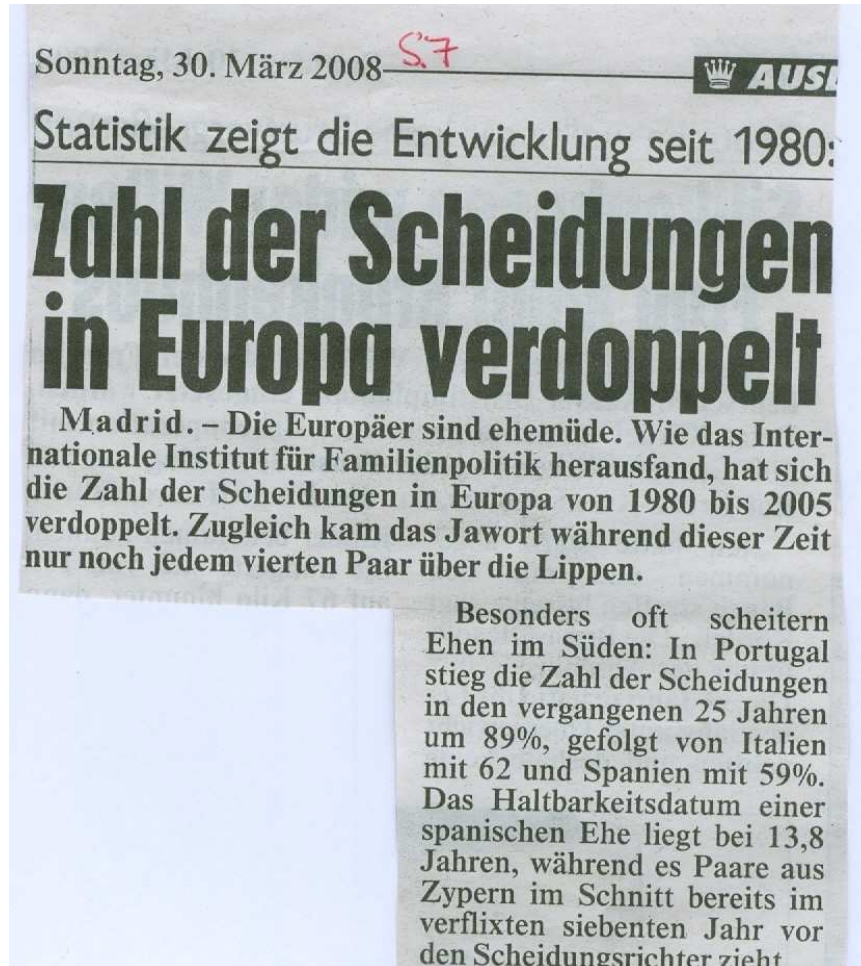 S.7
Sonntag, 30. März 2008
AUSL
Statistik zeigt die Entwicklung seit 1980:
Zahl der Scheidungen
in Europa verdoppelt
Madrid. – Die Europäer sind ehemüde. Wie das Inter-
nationale Institut für Familienpolitik herausfand, hat sich
die Zahl der Scheidungen in Europa von 1980 bis 2005
verdoppelt. Zugleich kam das Jawort während dieser Zeit
nur noch jedem vierten Paar über die Lippen.
Besonders oft scheitern
Ehen im Süden: In Portugal
stieg die Zahl der Scheidungen
in den vergangenen 25 Jahren
um 89%, gefolgt von Italien
mit 62 und Spanien mit 59%.
Das Haltbarkeitsdatum einer
spanischen Ehe liegt bei 13,8
Jahren, während es Paare aus
Zypern im Schnitt bereits im
verflixten siebenten Jahr vor
den Scheidungsrichter zieht